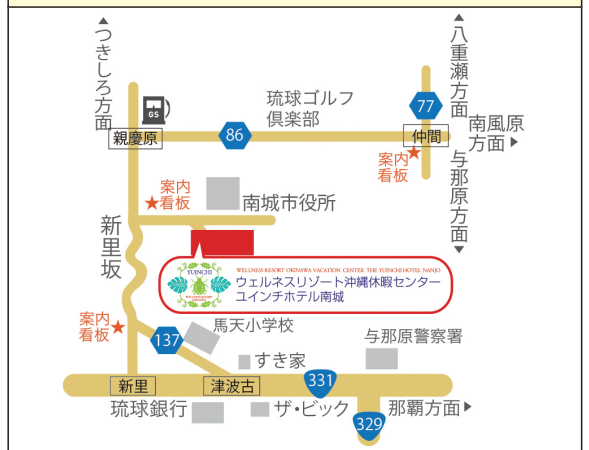 ▲つきしろ方面
▲八重瀬方面
GS
琉球ゴルフ
倶楽部
77
86
親慶原
仲間
南風原
方面▶
案内
看板
★
与那原方面▼
案内
★看板
南城市役所
新里坂
YUINCHI
WELLNESS RESORT OKINAWA VACATION CENTER THE YUINCHI HOTEL NANJO
ウェルネスリゾート沖縄休暇センター
ユインチホテル南城
案内
看板★
137
馬天小学校
与那原警察署
すき家
331
新里
津波古
琉球銀行
ザ・ビック
那覇方面▶
329